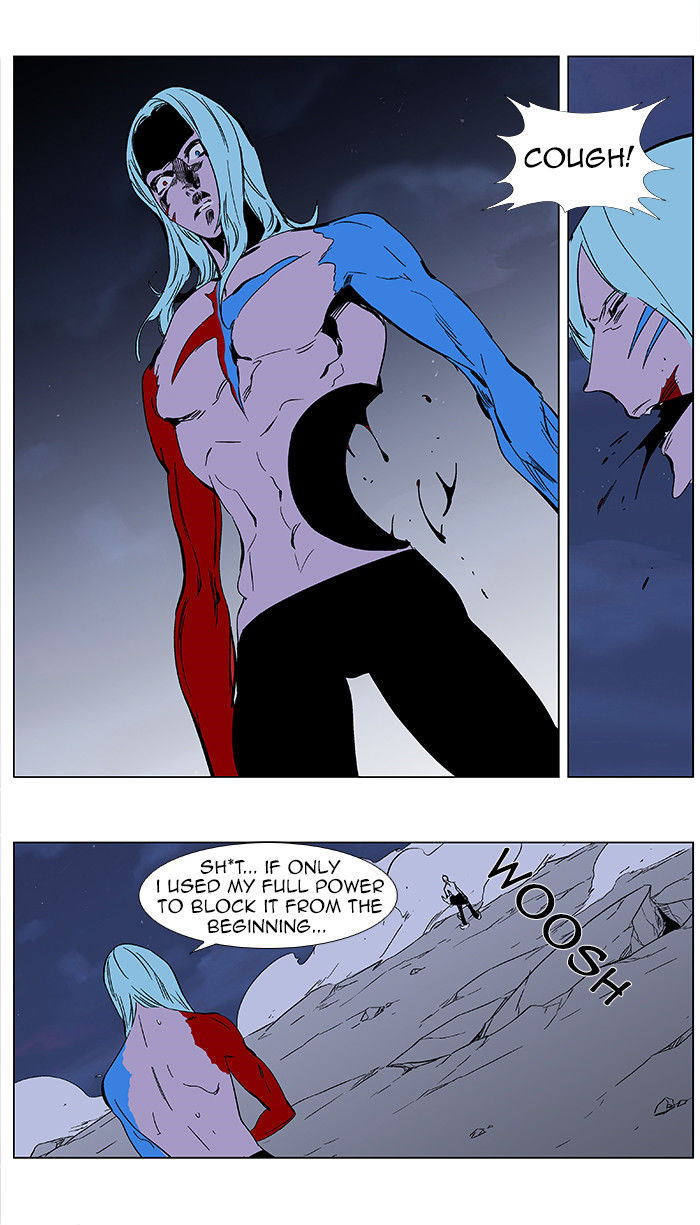 COUGH!
SH*T... IF ONLY
I USED MY FULL POWER
TO BLOCK IT FROM THE
BEGINNING...
WOOSH